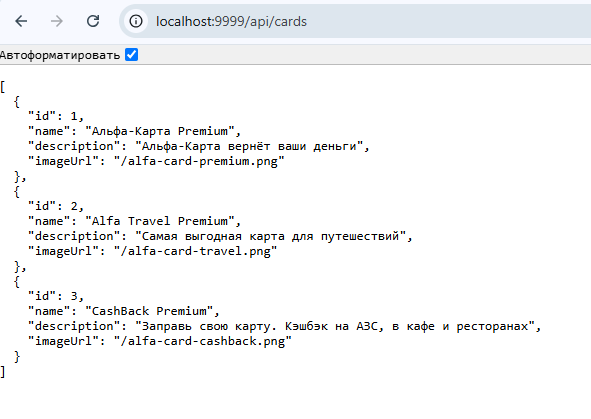 localhost:9999/api/cards
Автоформатировать
[
  {
    "id": 1,
    "name": "Альфа-Карта Premium",
    "description": "Альфа-Карта вернёт ваши деньги",
    "imageUrl": "/alfa-card-premium.png"
  },
  {
    "id": 2,
    "name": "Alfa Travel Premium",
    "description": "Самая выгодная карта для путешествий",
    "imageUrl": "/alfa-card-travel.png"
  },
  {
    "id": 3,
    "name": "CashBack Premium",
    "description": "Заправь свою карту. Кэшбэк на АЗС, в кафе и ресторанах",
    "imageUrl": "/alfa-card-cashback.png"
  }
]